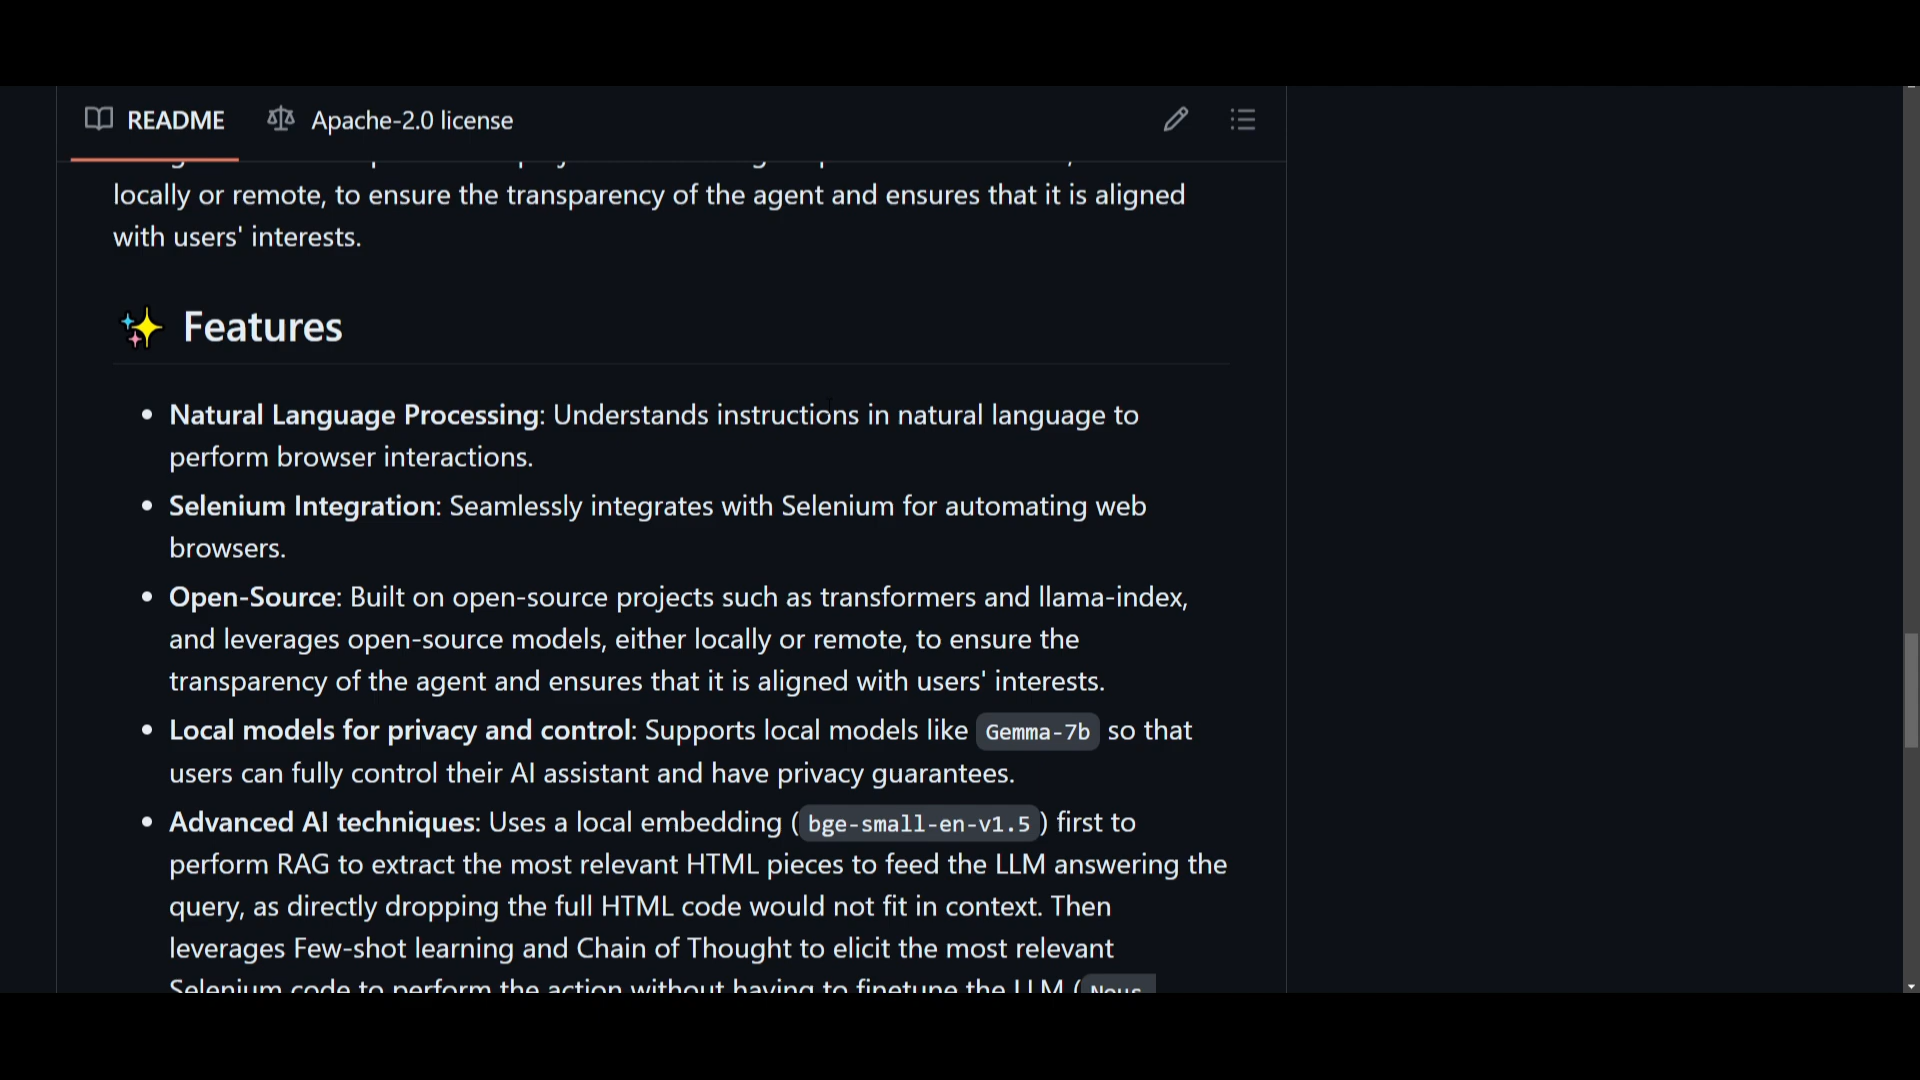 README
Apache-2.0 license
locally or remote, to ensure the transparency of the agent and ensures that it is aligned
with users' interests.
✨ Features
• Natural Language Processing: Understands instructions in natural language to
perform browser interactions.
• Selenium Integration: Seamlessly integrates with Selenium for automating web
browsers.
• Open-Source: Built on open-source projects such as transformers and llama-index,
and leverages open-source models, either locally or remote, to ensure the
transparency of the agent and ensures that it is aligned with users' interests.
• Local models for privacy and control: Supports local models like Gemma-7b so that
users can fully control their AI assistant and have privacy guarantees.
• Advanced AI techniques: Uses a local embedding (bge-small-en-v1.5) first to
perform RAG to extract the most relevant HTML pieces to feed the LLM answering the
query, as directly dropping the full HTML code would not fit in context. Then
leverages Few-shot learning and Chain of Thought to elicit the most relevant
Selenium code to perform the action without having to finetune the LLM (Nous-